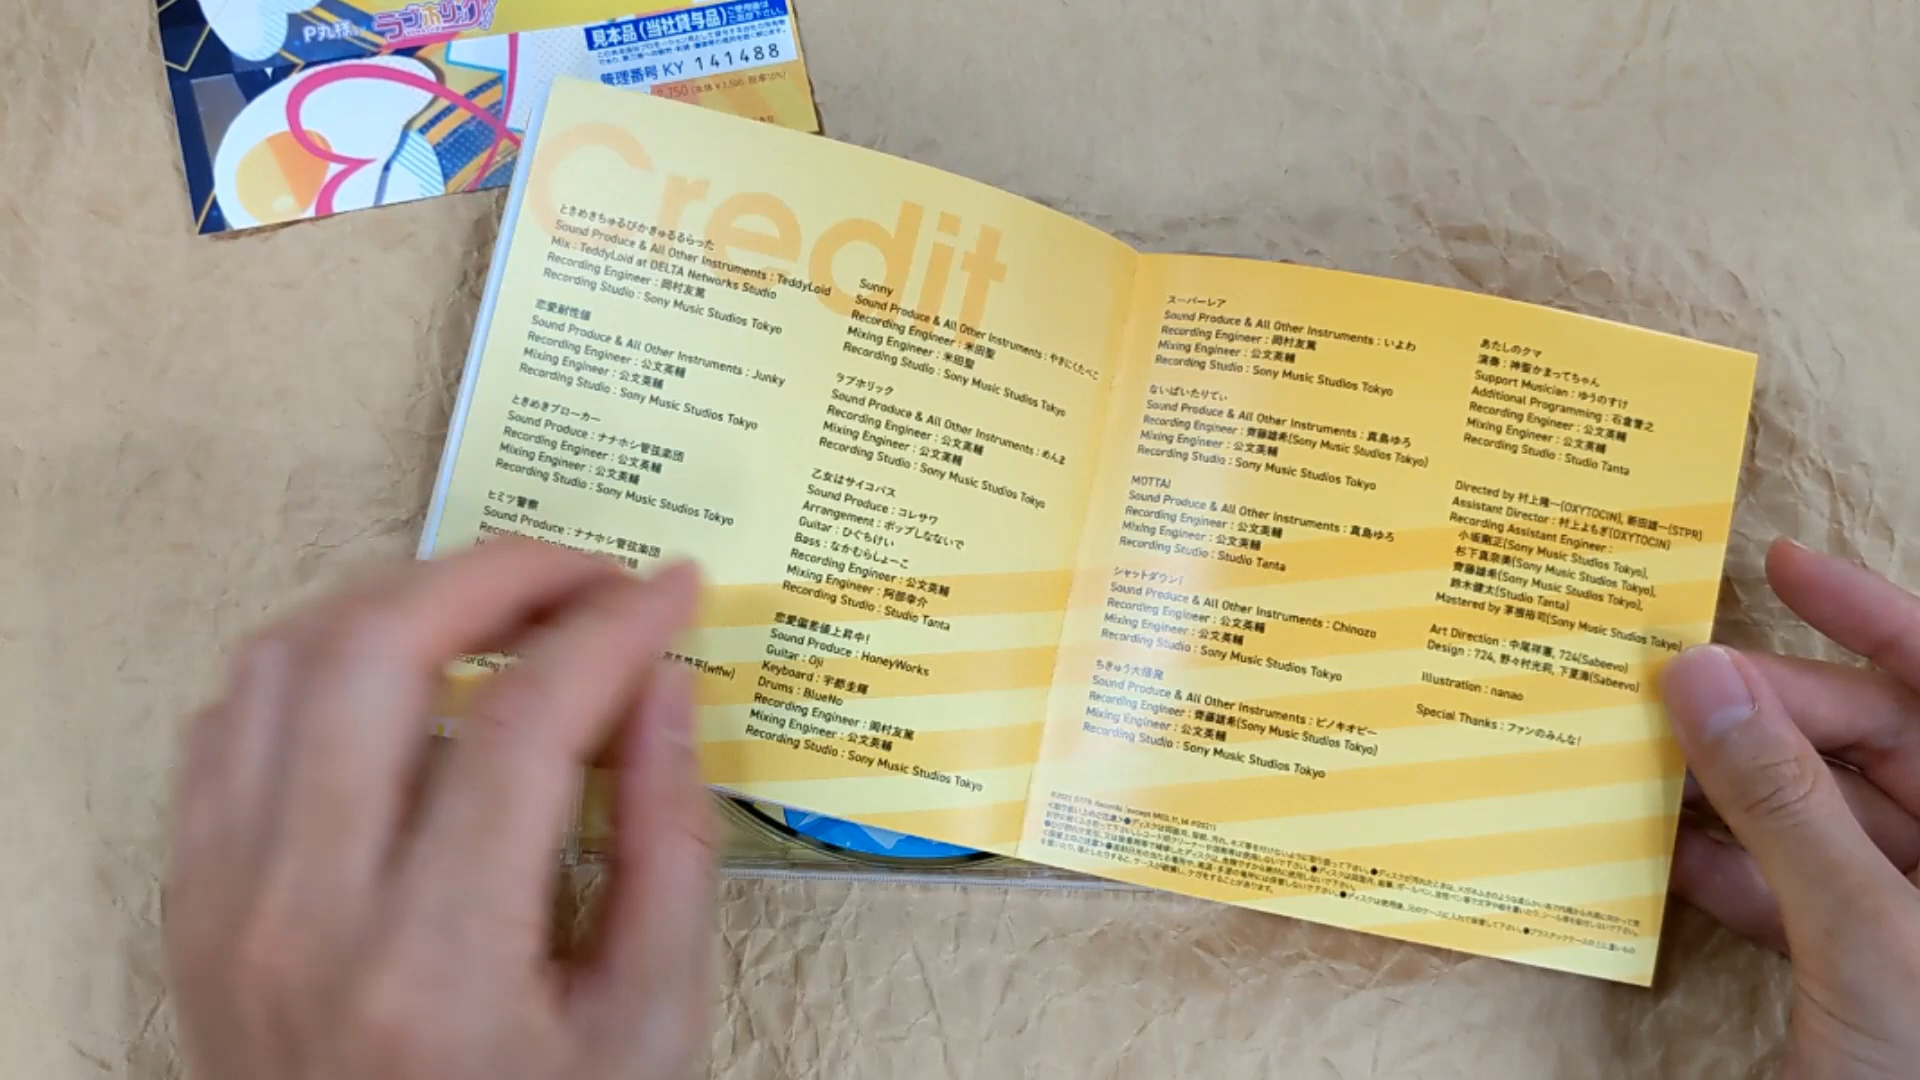 P丸様。
ラブホリック
見本品(当社貸与品)
ご使用後は
ご返却下さい。
管理番号 KY 141488
Credit
ときめきちゅるぴかきゅるるらった
Sound Produce & All Other Instruments : TeddyLoid
Mix : TeddyLoid at DELTA Networks Studio
Recording Engineer : 岡村友篤
Recording Studio : Sony Music Studios Tokyo
恋愛耐性値
Sound Produce & All Other Instruments : Junky
Recording Engineer : 公文英輔
Mixing Engineer : 公文英輔
Recording Studio : Sony Music Studios Tokyo
ときめきブローカー
Sound Produce : ナナホシ管弦楽団
Recording Engineer : 公文英輔
Mixing Engineer : 公文英輔
Recording Studio : Sony Music Studios Tokyo
ヒミツ警察
Sound Produce : ナナホシ管弦楽団
Sunny
Sound Produce & All Other Instruments : やぎにくたべこ
Recording Engineer : 米田聖
Mixing Engineer : 米田聖
Recording Studio : Sony Music Studios Tokyo
ラブホリック
Sound Produce & All Other Instruments : めんま
Recording Engineer : 公文英輔
Mixing Engineer : 公文英輔
Recording Studio : Sony Music Studios Tokyo
乙女はサイコパス
Sound Produce : コレサワ
Arrangement : ポップしなないで
Guitar : ひぐちけい
Bass : なかむらしょーこ
Recording Engineer : 公文英輔
Mixing Engineer : 阿部幸介
Recording Studio : Studio Tanta
恋愛偏差値上昇中!
Sound Produce : HoneyWorks
Guitar : Oji
Keyboard : 宇都圭輝
Drums : BlueNo
Recording Engineer : 岡村友篤
Mixing Engineer : 公文英輔
Recording Studio : Sony Music Studios Tokyo
スーパーレア
Sound Produce & All Other Instruments : いよわ
Recording Engineer : 岡村友篤
Mixing Engineer : 公文英輔
Recording Studio : Sony Music Studios Tokyo
ないばいたりてぃ
Sound Produce & All Other Instruments : 真島ゆろ
Recording Engineer : 齊藤雄希(Sony Music Studios Tokyo)
Mixing Engineer : 公文英輔
Recording Studio : Sony Music Studios Tokyo
MOTTAI
Sound Produce & All Other Instruments : 真島ゆろ
Recording Engineer : 公文英輔
Mixing Engineer : 公文英輔
Recording Studio : Studio Tanta
シャットダウン!
Sound Produce & All Other Instruments : Chinozo
Recording Engineer : 公文英輔
Mixing Engineer : 公文英輔
Recording Studio : Sony Music Studios Tokyo
ちきゅう大爆発
Sound Produce & All Other Instruments : ピノキオピー
Recording Engineer : 齊藤雄希(Sony Music Studios Tokyo)
Mixing Engineer : 公文英輔
Recording Studio : Sony Music Studios Tokyo
あたしのクマ
演奏 : 神聖かまってちゃん
Support Musician : ゆうのすけ
Additional Programming : 石倉誉之
Recording Engineer : 公文英輔
Mixing Engineer : 公文英輔
Recording Studio : Studio Tanta
Directed by 村上隆一(OXYTOCIN), 新田雄一(STPR)
Assistant Director : 村上よもぎ(OXYTOCIN)
Recording Assistant Engineer :
小坂剛正(Sony Music Studios Tokyo),
杉下真奈美(Sony Music Studios Tokyo),
齊藤雄希(Sony Music Studios Tokyo),
鈴木健太(Studio Tanta)
Mastered by 茅根裕司(Sony Music Studios Tokyo)
Art Direction : 中尾祥憲, 724(Sabeevo)
Design : 724, 野々村光莉, 下夏海(Sabeevo)
Illustration : nanao
Special Thanks : ファンのみんな!